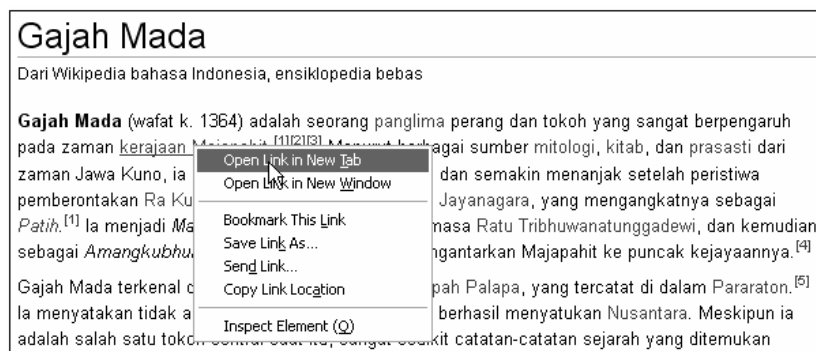 Gajah Mada
Dari Wikipedia bahasa Indonesia, ensiklopedia bebas
Gajah Mada (wafat k. 1364) adalah seorang panglima perang dan tokoh yang sangat berpengaruh
pada zaman kerajaan Majapahit.[1][2][3] Menurut berbagai sumber mitologi, kitab, dan prasasti dari
zaman Jawa Kuno, ia dan semakin menanjak setelah peristiwa
pemberontakan Ra Ku Jayanagara, yang mengangkatnya sebagai
Patih.[1] Ia menjadi Ma masa Ratu Tribhuwanatunggadewi, dan kemudian
sebagai Amangkubhu ngantarkan Majapahit ke puncak kejayaannya.[4]
Gajah Mada terkenal d pah Palapa, yang tercatat di dalam Pararaton.[5]
Ia menyatakan tidak a berhasil menyatukan Nusantara. Meskipun ia
adalah salah satu tokoh sentral saat itu, sangat sedikit catatan-catatan sejarah yang ditemukan
Open Link in New Tab
Open Link in New Window
Bookmark This Link
Save Link As...
Send Link...
Copy Link Location
Inspect Element (Q)